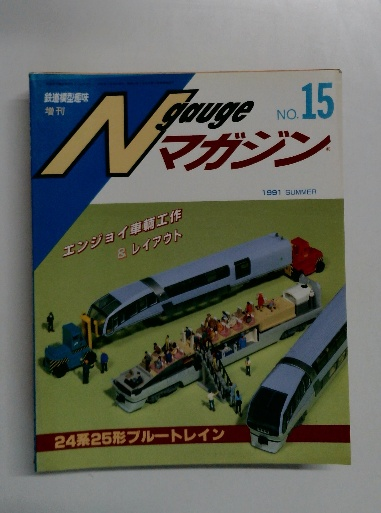 鉄道模型趣味
増刊
N gauge
マガジン
NO.15
1991 SUMMER
エンジョイ車輌工作
& レイアウト
24系25形ブルートレイン